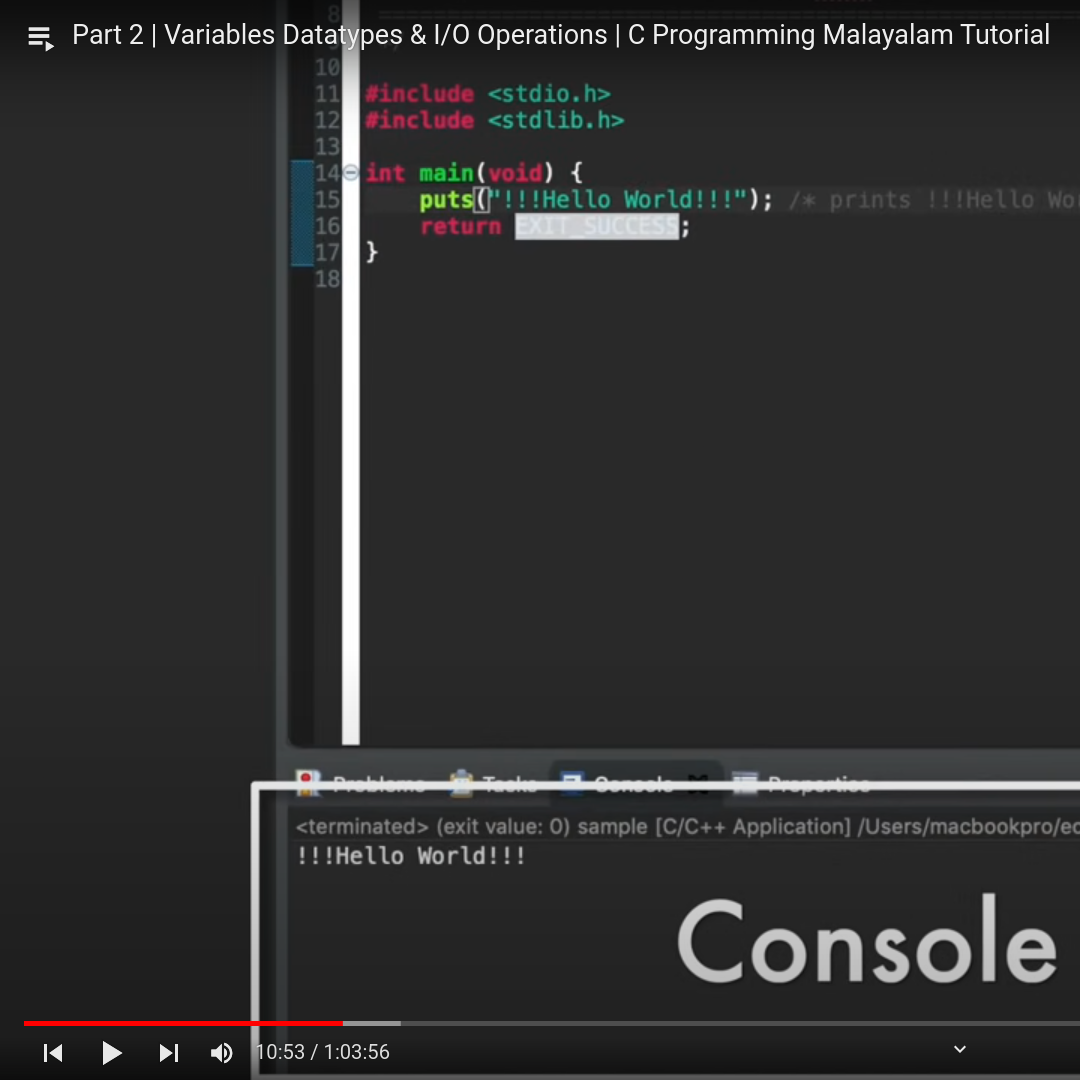 Part 2 | Variables Datatypes & I/O Operations | C Programming Malayalam Tutorial
8
10
11 #include <stdio.h>
12 #include <stdlib.h>
13
14 int main(void) {
15 puts("!!!Hello World!!!"); /* prints !!!Hello Wo
16 return EXIT_SUCCESS;
17 }
18
Problems Tasks Console Properties
<terminated> (exit value: 0) sample [C/C++ Application] /Users/macbookpro/ec
!!!Hello World!!!
Console
10:53 / 1:03:56